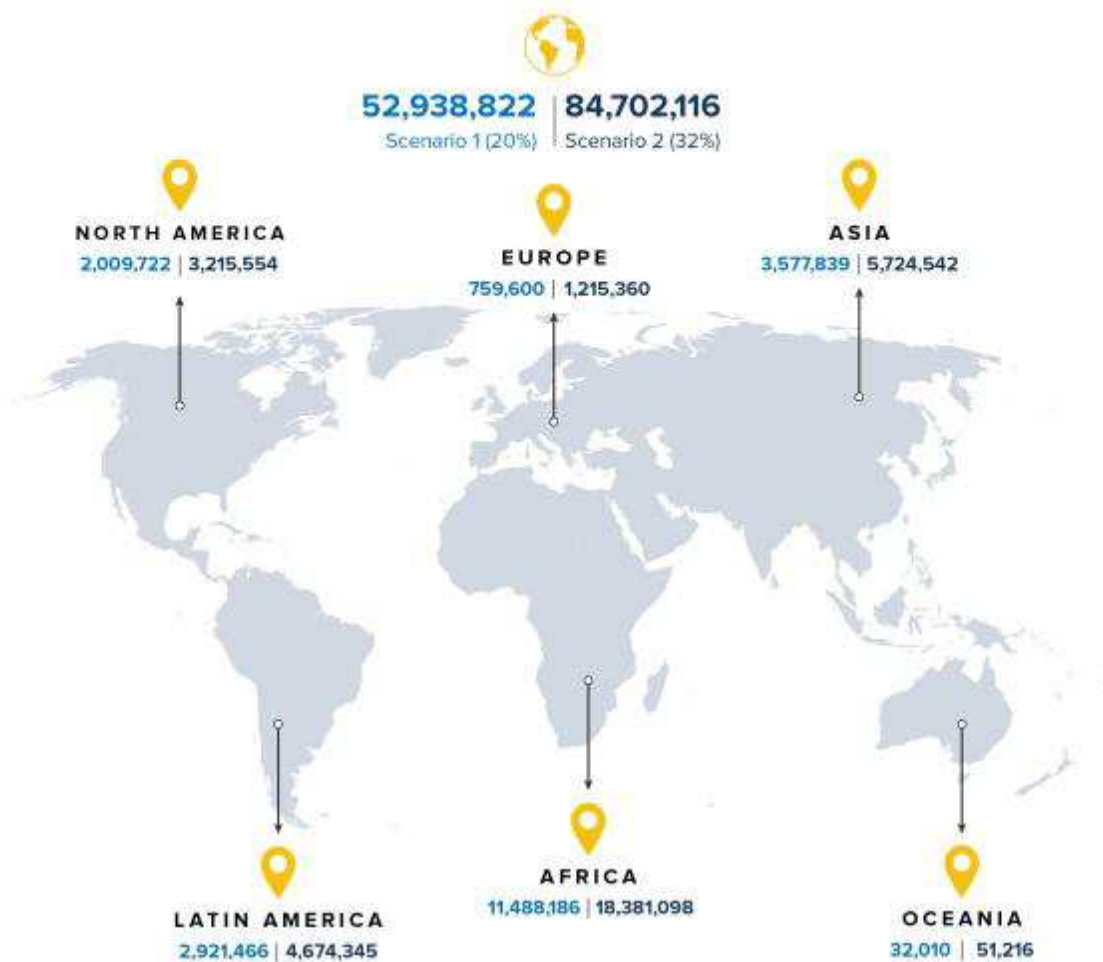 52,938,822 | 84,702,116
Scenario 1 (20%) | Scenario 2 (32%)
NORTH AMERICA
2,009,722 | 3,215,554
EUROPE
759,600 | 1,215,360
ASIA
3,577,839 | 5,724,542
LATIN AMERICA
2,921,466 | 4,674,345
AFRICA
11,488,186 | 18,381,098
OCEANIA
32,010 | 51,216